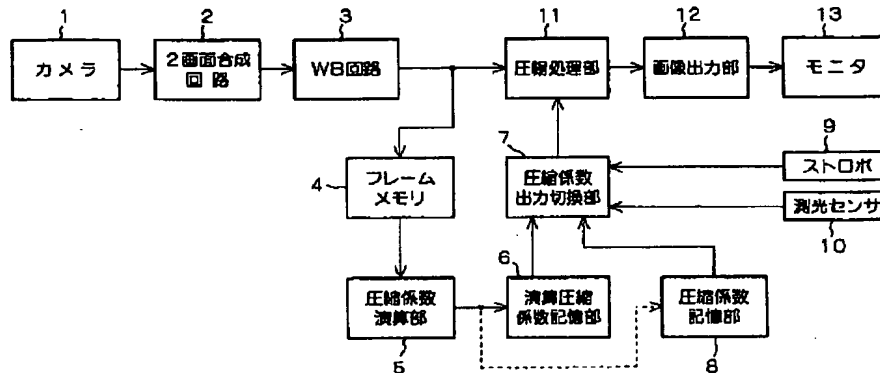 1
カメラ
2
2画面合成
回路
3
WB回路
11
圧縮処理部
12
画像出力部
13
モニタ
4
フレーム
メモリ
7
圧縮係数
出力切換部
9
ストロボ
測光センサ
10
圧縮係数
演算部
5
6
演算圧縮
係数記憶部
圧縮係数
記憶部
8